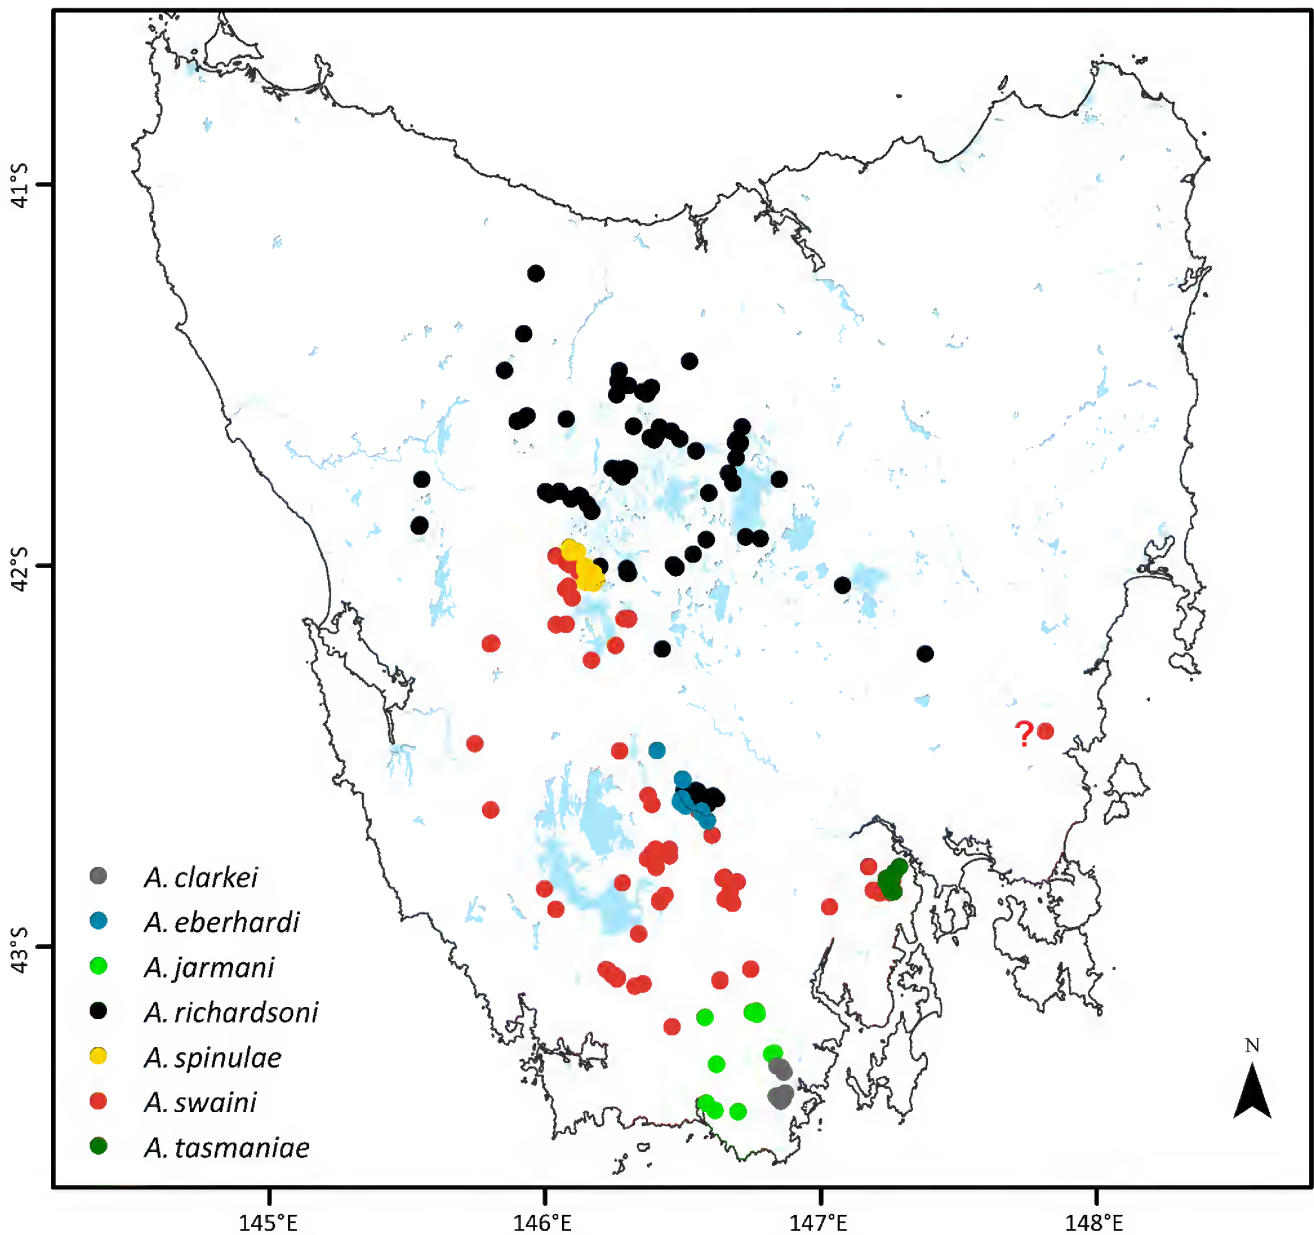 41°S
42°S
?
43°S
A. clarkei
A. eberhardi
A. jarmani
A. richardsoni
A. spinulae
A. swaini
A. tasmaniae
N
145°E
146°E
147°E
148°E